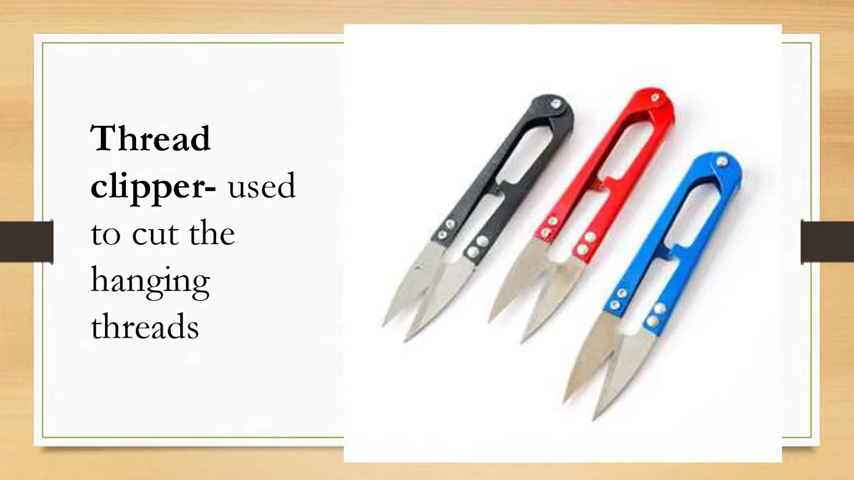 Thread
clipper- used
to cut the
hanging
threads